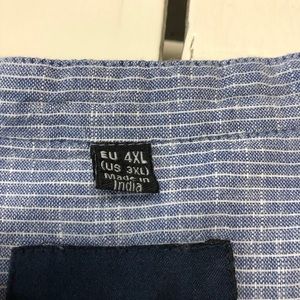 EU 4XL
(US 3XL)
Made in
India